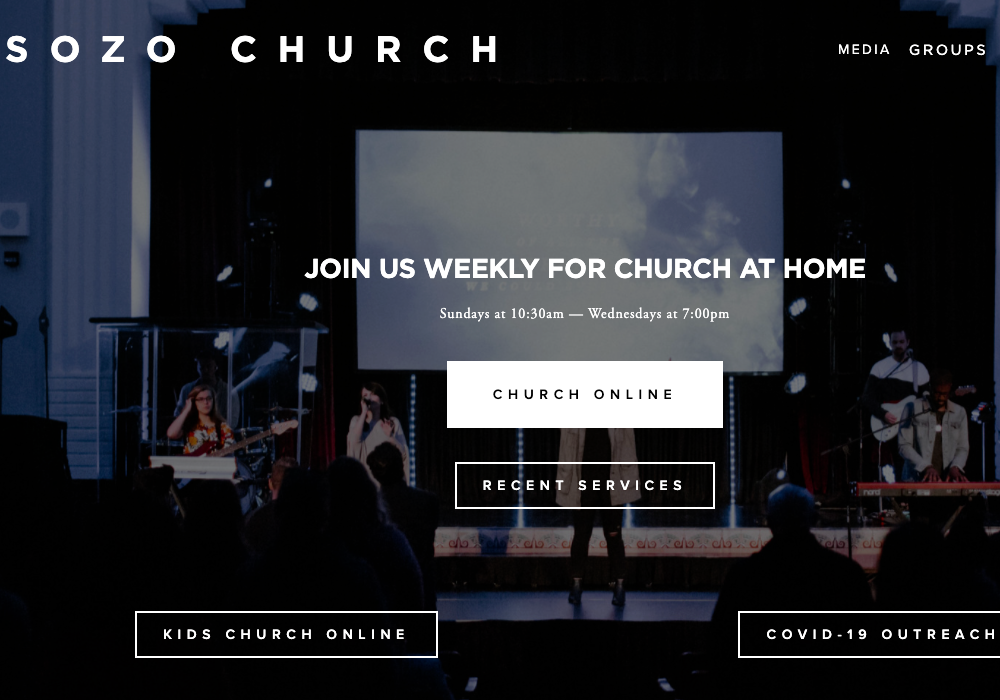 SOZO CHURCH
MEDIA GROUPS
JOIN US WEEKLY FOR CHURCH AT HOME
Sundays at 10:30am — Wednesdays at 7:00pm
CHURCH ONLINE
RECENT SERVICES
KIDS CHURCH ONLINE
COVID-19 OUTREACH
nord